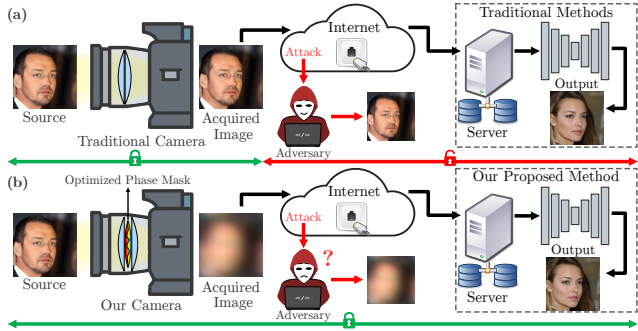 (a)
Internet
Traditional Methods
Attack
Source
Traditional Camera
Acquired
Image
Adversary
Server
Output
(b)
Optimized Phase Mask
Internet
Our Proposed Method
Attack
?
Source
Our Camera
Acquired
Image
Adversary
Server
Output